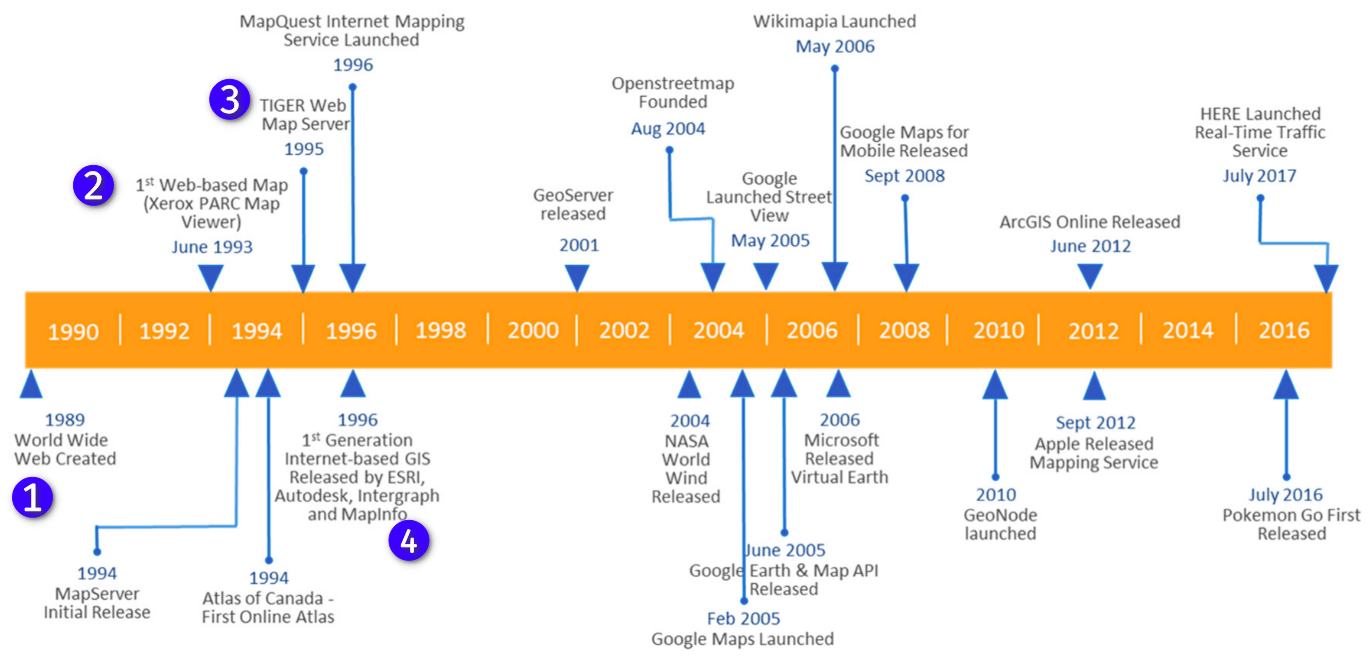 MapQuest Internet Mapping
Service Launched
1996
3
TIGER Web
Map Server
1995
2
1st Web-based Map
(Xerox PARC Map
Viewer)
June 1993
GeoServer
released
2001
Openstreetmap
Founded
Aug 2004
Google
Launched Street
View
May 2005
Wikimapia Launched
May 2006
Google Maps for
Mobile Released
Sept 2008
ArcGIS Online Released
June 2012
HERE Launched
Real-Time Traffic
Service
July 2017
1990 | 1992 | 1994 | 1996 | 1998 | 2000 | 2002 | 2004 | 2006 | 2008 | 2010 | 2012 | 2014 | 2016
1989
World Wide
Web Created
1
1994
MapServer
Initial Release
1994
Atlas of Canada -
First Online Atlas
1996
1st Generation
Internet-based GIS
Released by ESRI,
Autodesk, Intergraph
and MapInfo
4
2004
NASA
World
Wind
Released
Feb 2005
Google Maps Launched
June 2005
Google Earth & Map API
Released
2006
Microsoft
Released
Virtual Earth
2010
GeoNode
launched
Sept 2012
Apple Released
Mapping Service
July 2016
Pokemon Go First
Released